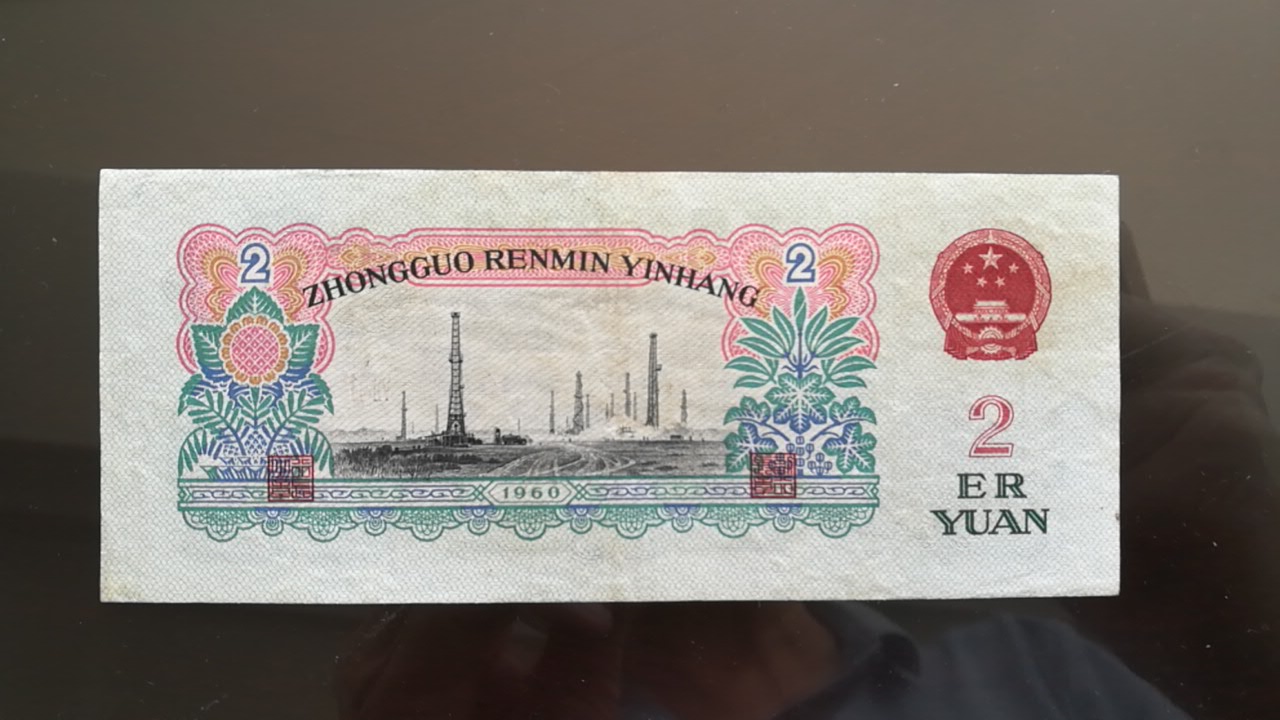 2 2
ZHONGGUO RENMIN YINHANG
1960
2
ER
YUAN